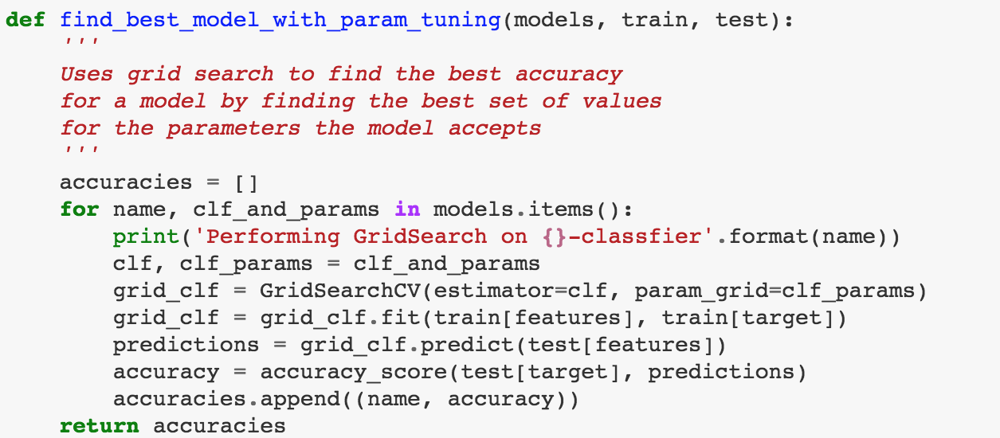 def find_best_model_with_param_tuning(models, train, test):
    '''
    Uses grid search to find the best accuracy
    for a model by finding the best set of values
    for the parameters the model accepts
    '''
    accuracies = []
    for name, clf_and_params in models.items():
        print('Performing GridSearch on {}-classfier'.format(name))
        clf, clf_params = clf_and_params
        grid_clf = GridSearchCV(estimator=clf, param_grid=clf_params)
        grid_clf = grid_clf.fit(train[features], train[target])
        predictions = grid_clf.predict(test[features])
        accuracy = accuracy_score(test[target], predictions)
        accuracies.append((name, accuracy))
    return accuracies